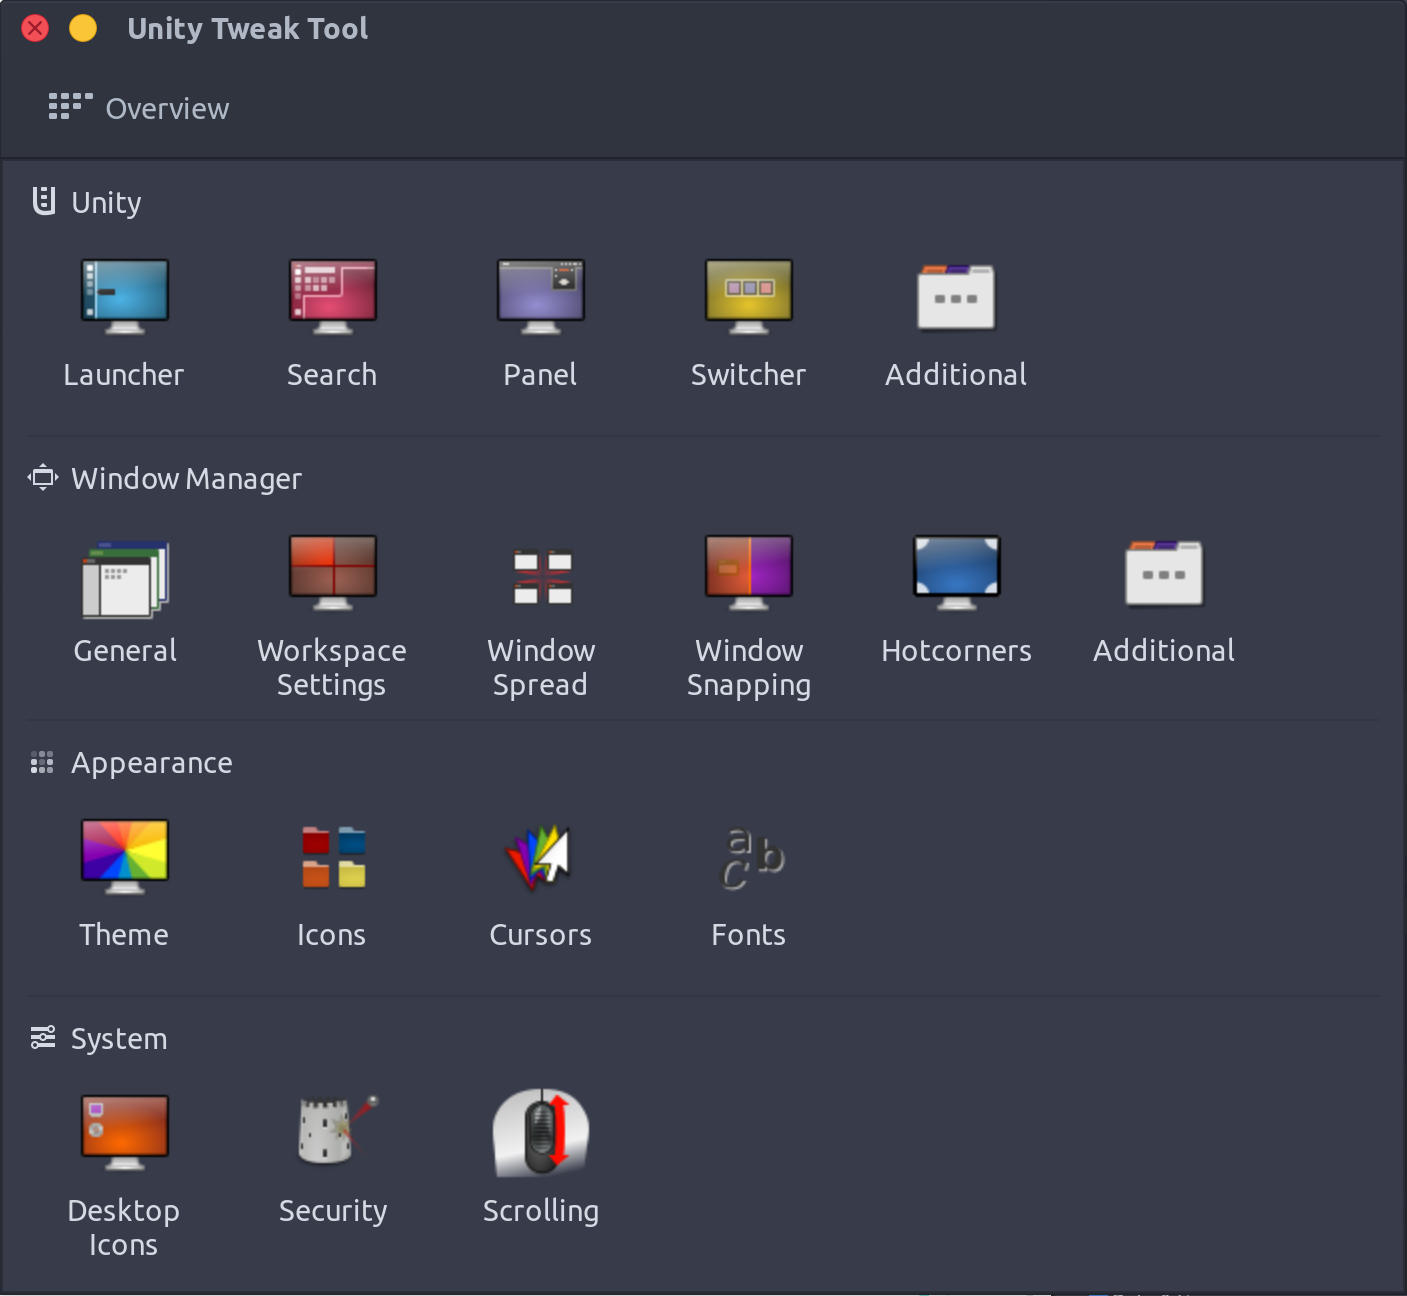 Unity Tweak Tool
Overview
Unity
Launcher
Search
Panel
Switcher
Additional
Window Manager
General
Workspace
Settings
Window
Spread
Window
Snapping
Hotcorners
Additional
Appearance
Theme
Icons
Cursors
Fonts
System
Desktop
Icons
Security
Scrolling